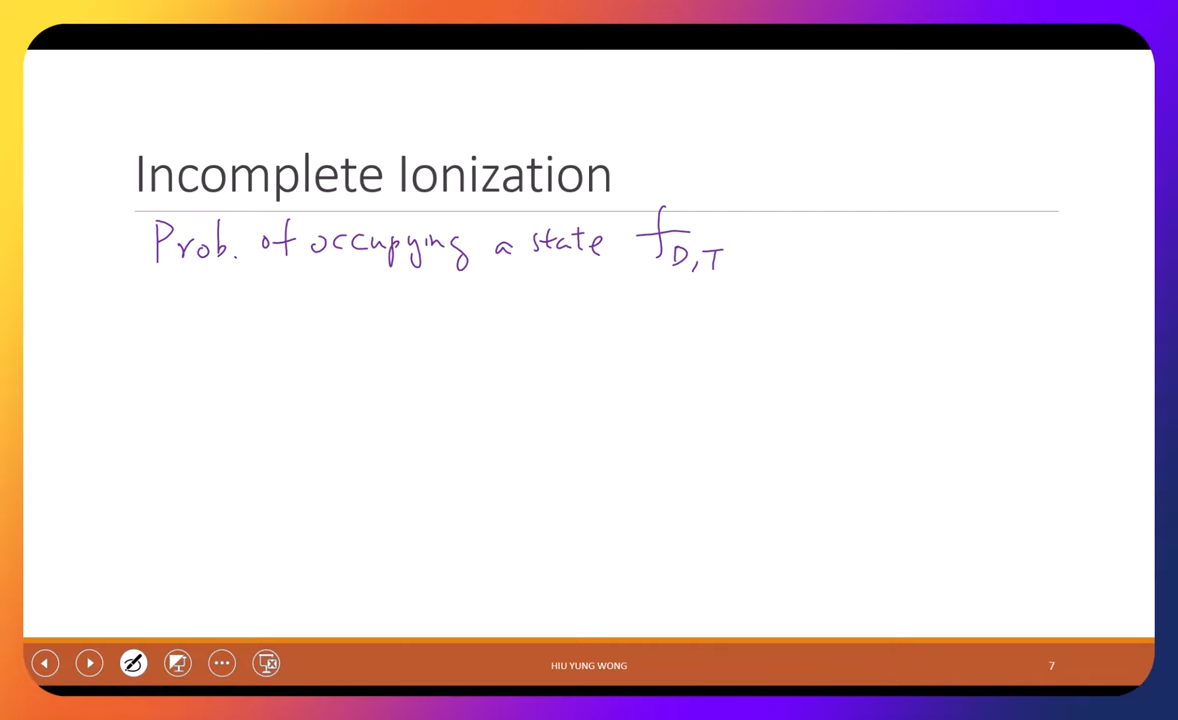 Incomplete Ionization
Prob. of occupying a state f_D,T
HIU YUNG WONG
7